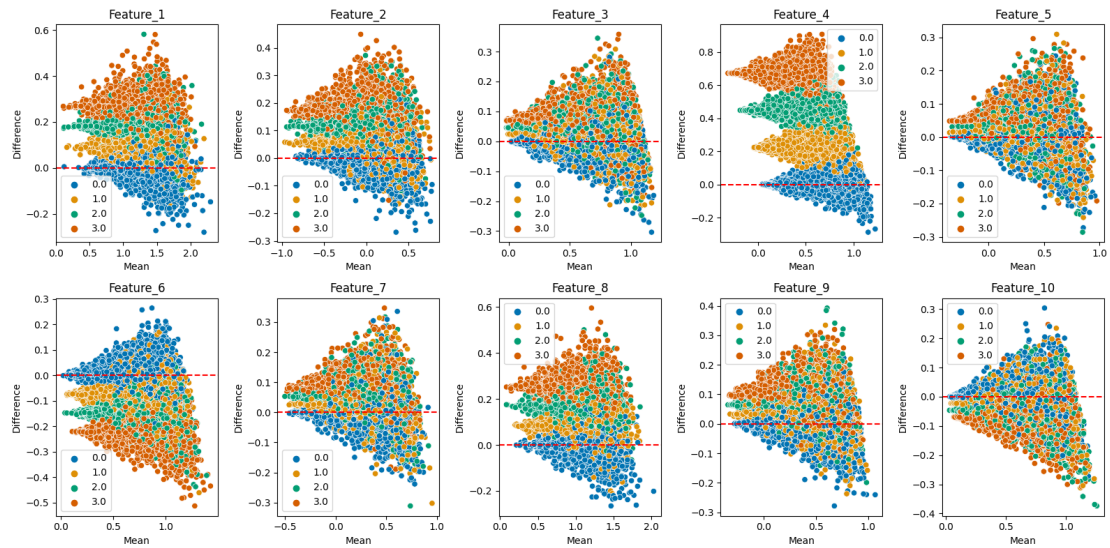 Feature_1
0.6
0.4
0.2
0.0
−0.2
Difference
0.0
1.0
2.0
3.0
0.0 0.5 1.0 1.5 2.0
Mean
Feature_2
0.4
0.3
0.2
0.1
0.0
−0.1
−0.2
−0.3
Difference
0.0
1.0
2.0
3.0
−1.0 −0.5 0.0 0.5
Mean
Feature_3
0.3
0.2
0.1
0.0
−0.1
−0.2
−0.3
Difference
0.0
1.0
2.0
3.0
0.0 0.5 1.0
Mean
Feature_4
0.8
0.6
0.4
0.2
0.0
−0.2
Difference
0.0
1.0
2.0
3.0
0.0 0.5 1.0
Mean
Feature_5
0.3
0.2
0.1
0.0
−0.1
−0.2
−0.3
Difference
0.0
1.0
2.0
3.0
0.0 0.5 1.0
Mean
Feature_6
0.3
0.2
0.1
0.0
−0.1
−0.2
−0.3
−0.4
−0.5
Difference
0.0
1.0
2.0
3.0
0.0 0.5 1.0
Mean
Feature_7
0.3
0.2
0.1
0.0
−0.1
−0.2
−0.3
Difference
0.0
1.0
2.0
3.0
−0.5 0.0 0.5 1.0
Mean
Feature_8
0.6
0.4
0.2
0.0
−0.2
Difference
0.0
1.0
2.0
3.0
0.0 0.5 1.0 1.5 2.0
Mean
Feature_9
0.4
0.3
0.2
0.1
0.0
−0.1
−0.2
−0.3
Difference
0.0
1.0
2.0
3.0
0.0 0.5 1.0
Mean
Feature_10
0.3
0.2
0.1
0.0
−0.1
−0.2
−0.3
−0.4
Difference
0.0
1.0
2.0
3.0
0.0 0.5 1.0
Mean